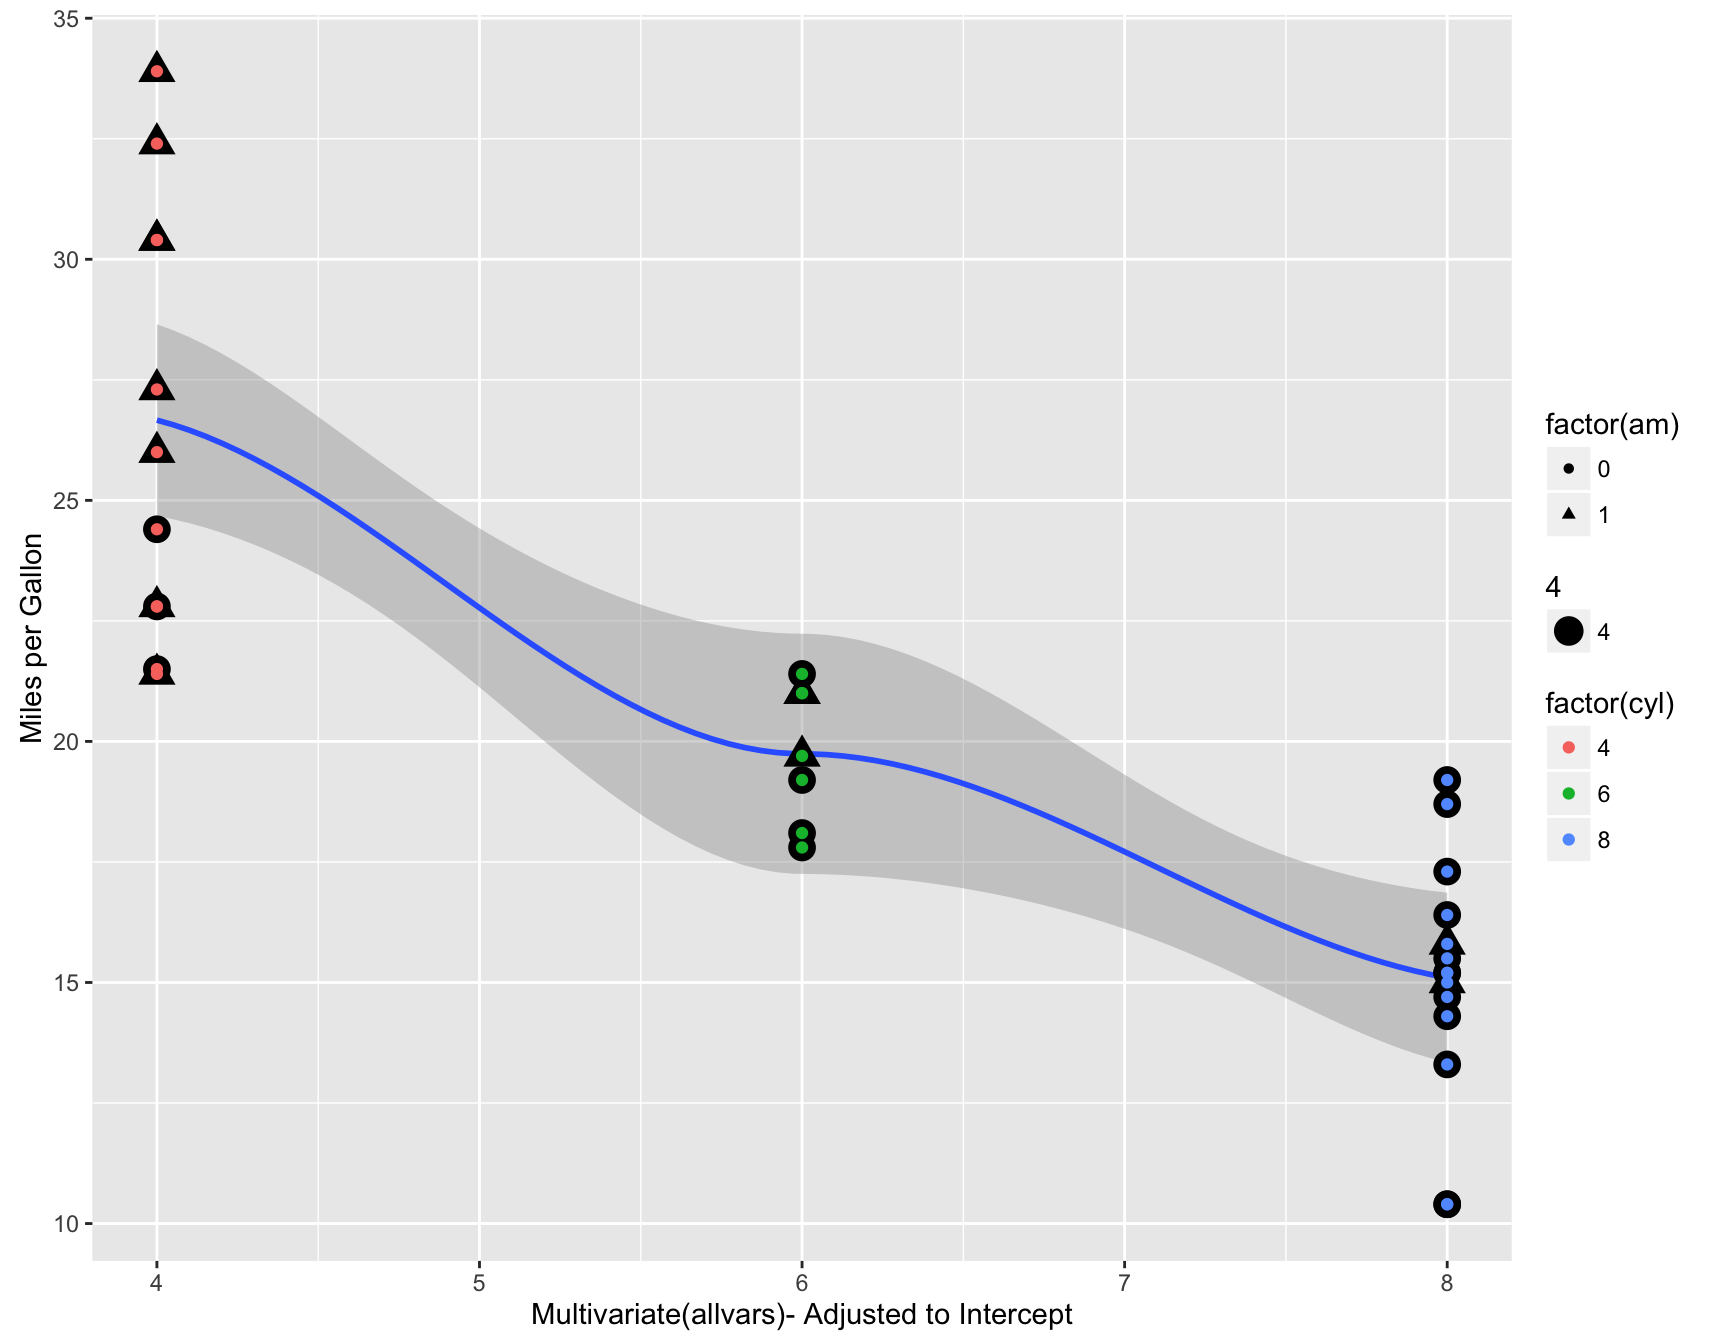 35
30
25
20
15
10
Miles per Gallon
4 5 6 7 8
Multivariate(allvars)- Adjusted to Intercept
factor(am)
0
1
4
4
factor(cyl)
4
6
8